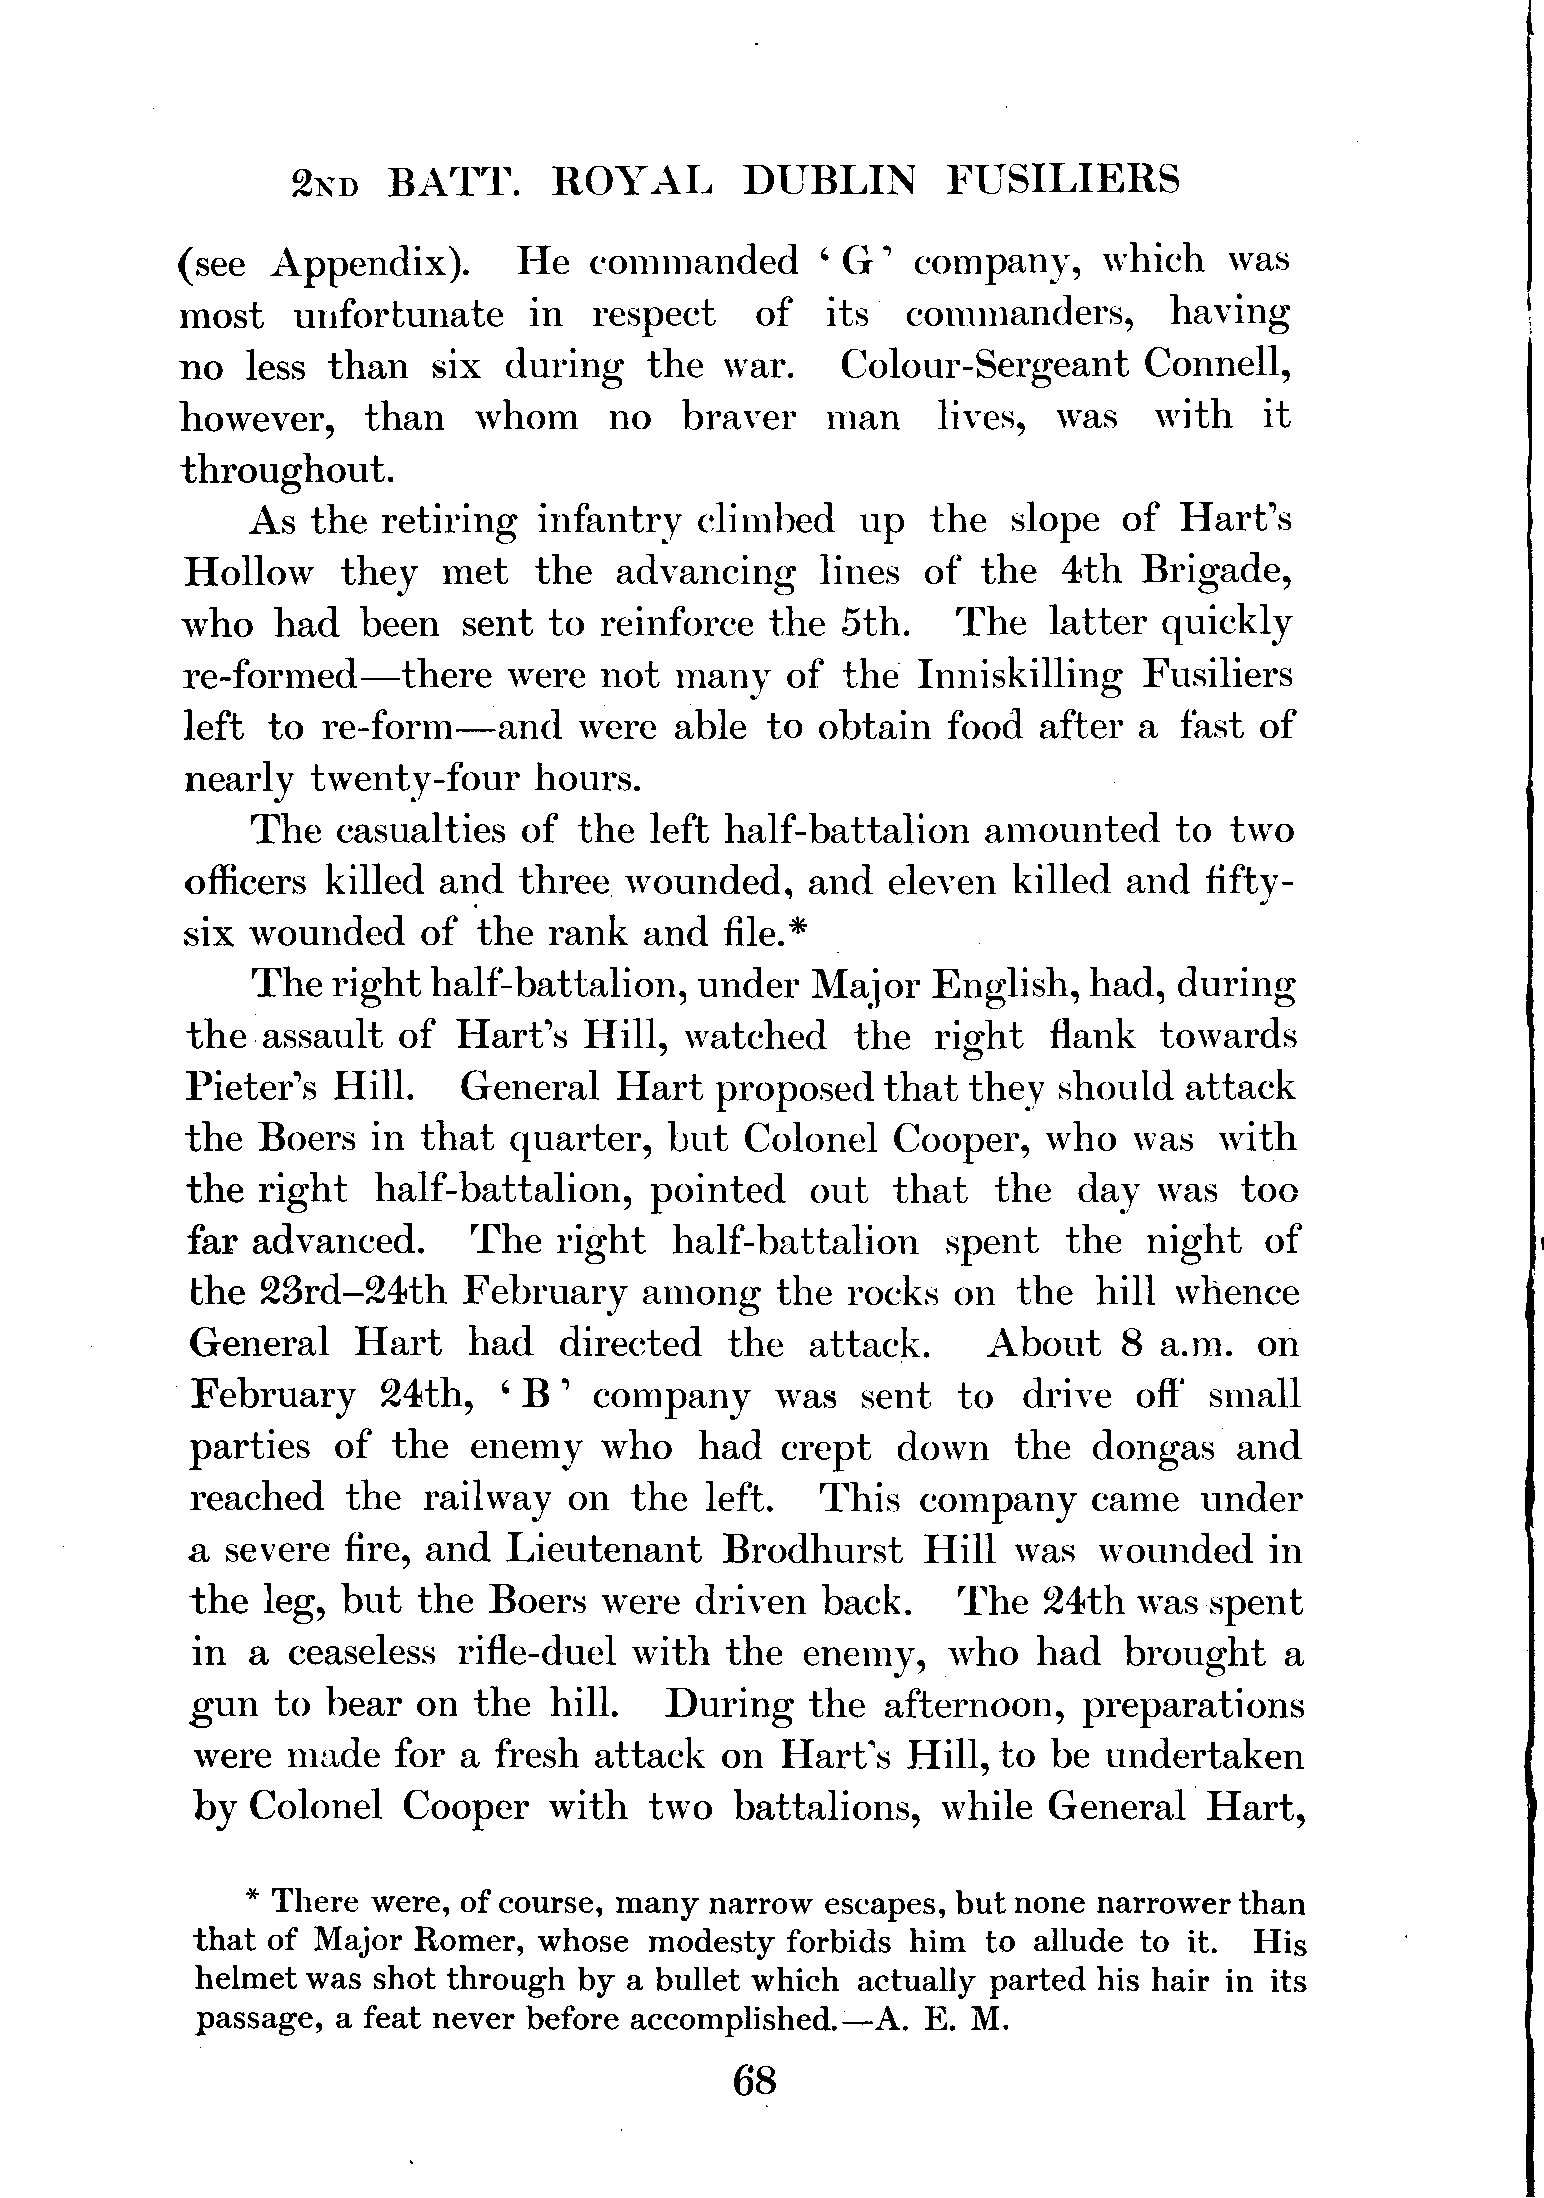 2ND BATT. ROYAL DUBLIN FUSILIERS
(see Appendix). He commanded ‘G’ company, which was
most unfortunate in respect of its commanders, having
no less than six during the war. Colour-Sergeant Connell,
however, than whom no braver man lives, was with it
throughout.
As the retiring infantry climbed up the slope of Hart's
Hollow they met the advancing lines of the 4th Brigade,
who had been sent to reinforce the 5th. The latter quickly
re-formed—there were not many of the Inniskilling Fusiliers
left to re-form—and were able to obtain food after a fast of
nearly twenty-four hours.
The casualties of the left half-battalion amounted to two
officers killed and three wounded, and eleven killed and fifty-
six wounded of the rank and file.*
The right half-battalion, under Major English, had, during
the assault of Hart's Hill, watched the right flank towards
Pieter's Hill. General Hart proposed that they should attack
the Boers in that quarter, but Colonel Cooper, who was with
the right half-battalion, pointed out that the day was too
far advanced. The right half-battalion spent the night of
the 23rd–24th February among the rocks on the hill whence
General Hart had directed the attack. About 8 a.m. on
February 24th, ‘B’ company was sent to drive off small
parties of the enemy who had crept down the dongas and
reached the railway on the left. This company came under
a severe fire, and Lieutenant Brodhurst Hill was wounded in
the leg, but the Boers were driven back. The 24th was spent
in a ceaseless rifle-duel with the enemy, who had brought a
gun to bear on the hill. During the afternoon, preparations
were made for a fresh attack on Hart's Hill, to be undertaken
by Colonel Cooper with two battalions, while General Hart,
* There were, of course, many narrow escapes, but none narrower than
that of Major Romer, whose modesty forbids him to allude to it. His
helmet was shot through by a bullet which actually parted his hair in its
passage, a feat never before accomplished.—A. E. M.
68